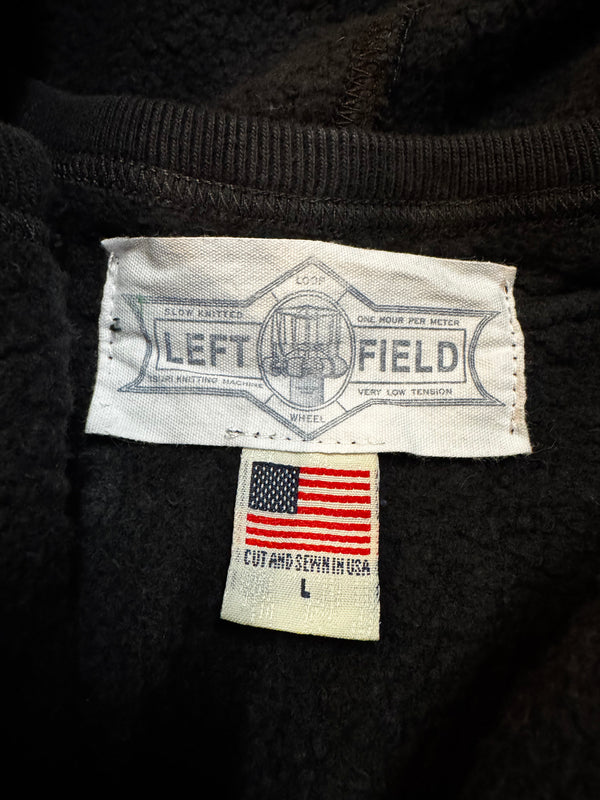 LOOP
SLOW KNITTED
ONE HOUR PER METER
LEFT FIELD
TSURI KNITTING MACHINE
VERY LOW TENSION
WHEEL
CUT AND SEWN IN USA
L